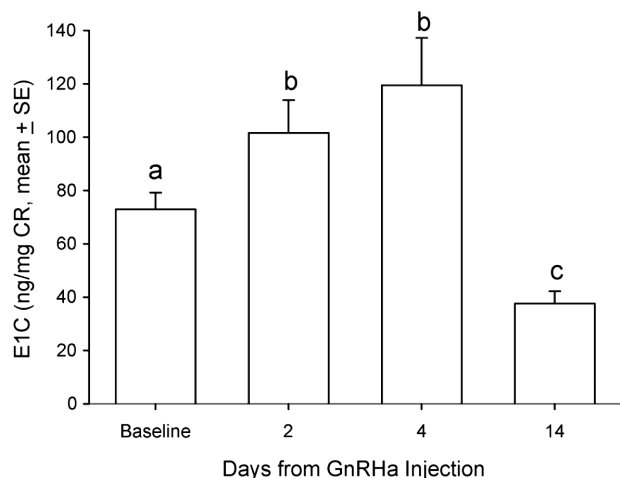 E1C (ng/mg CR, mean ± SE)
140
120
100
80
60
40
20
0
a
b
b
c
Baseline 2 4 14
Days from GnRHa Injection